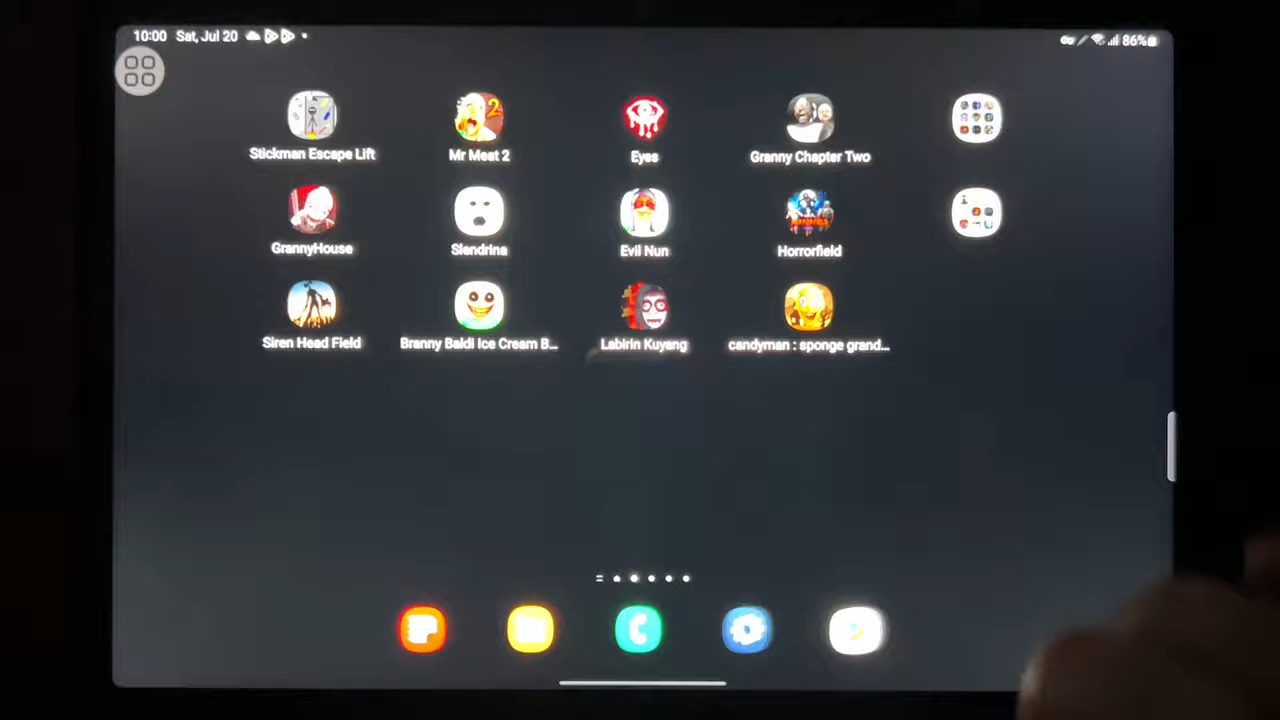 10:00 Sat, Jul 20
86%
Stickman Escape Lift
Mr Meat 2
Eyes
Granny Chapter Two
GrannyHouse
Slendrina
Evil Nun
Horrorfield
Siren Head Field
Branny Baldi Ice Cream B...
Labirin Kuyang
candyman : sponge grand...